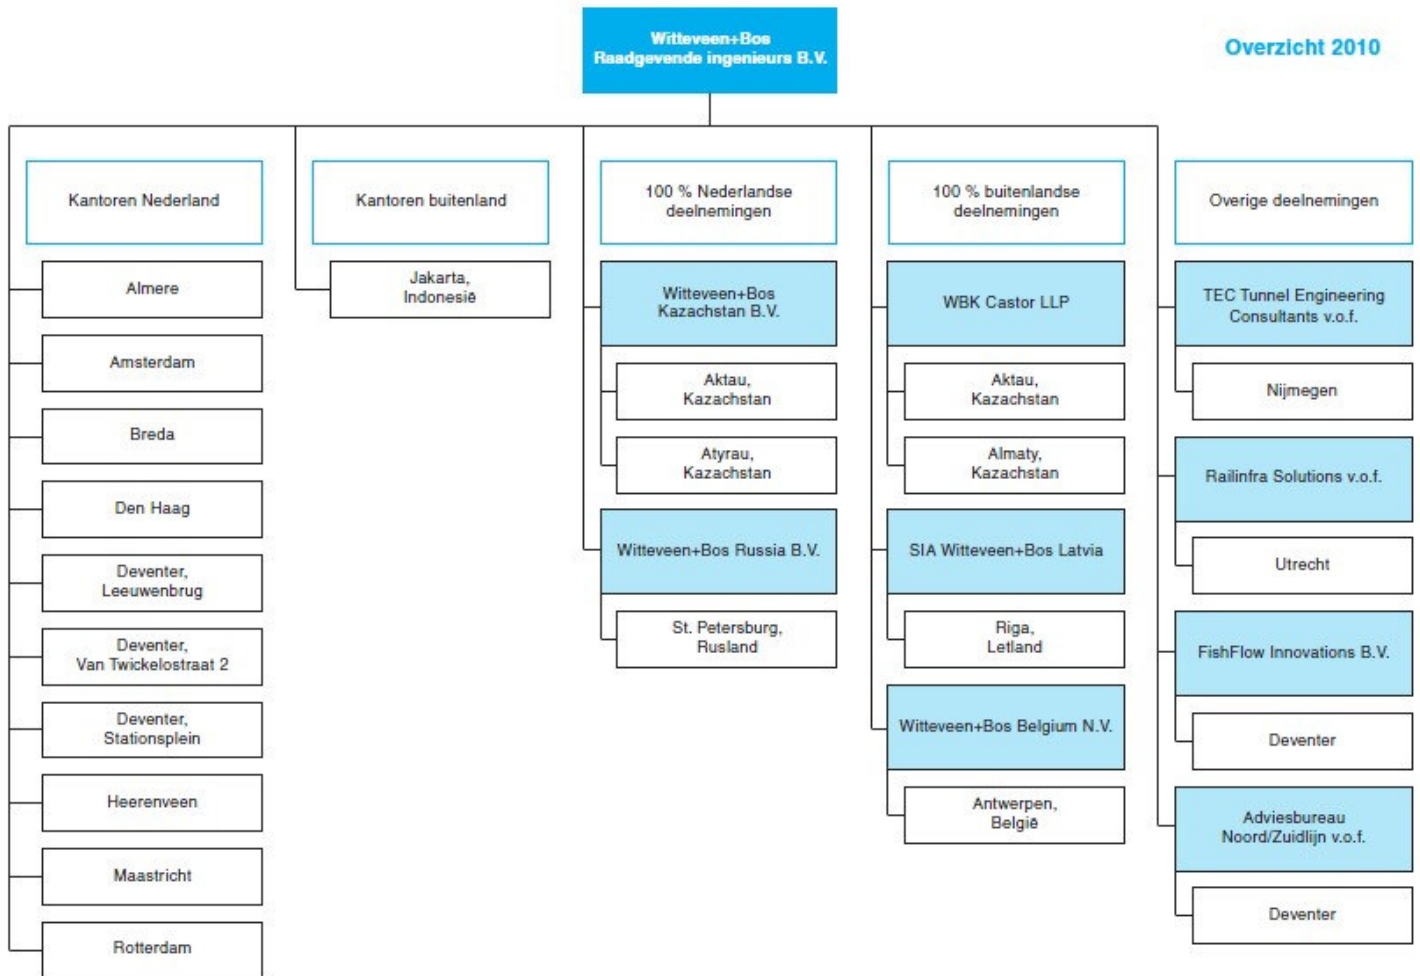 Witteveen+Bos
Raadgevende ingenieurs B.V.
Overzicht 2010
Kantoren Nederland
Almere
Amsterdam
Breda
Den Haag
Deventer,
Leeuwenbrug
Deventer,
Van Twickelostraat 2
Deventer,
Stationsplein
Heerenveen
Maastricht
Rotterdam
Kantoren buitenland
Jakarta,
Indonesië
100 % Nederlandse
deelnemingen
Witteveen+Bos
Kazachstan B.V.
Aktau,
Kazachstan
Atyrau,
Kazachstan
Witteveen+Bos Russia B.V.
St. Petersburg,
Rusland
100 % buitenlandse
deelnemingen
WBK Castor LLP
Aktau,
Kazachstan
Almaty,
Kazachstan
SIA Witteveen+Bos Latvia
Riga,
Letland
Witteveen+Bos Belgium N.V.
Antwerpen,
België
Overige deelnemingen
TEC Tunnel Engineering
Consultants v.o.f.
Nijmegen
Railinfra Solutions v.o.f.
Utrecht
FishFlow Innovations B.V.
Deventer
Adviesbureau
Noord/Zuidlijn v.o.f.
Deventer